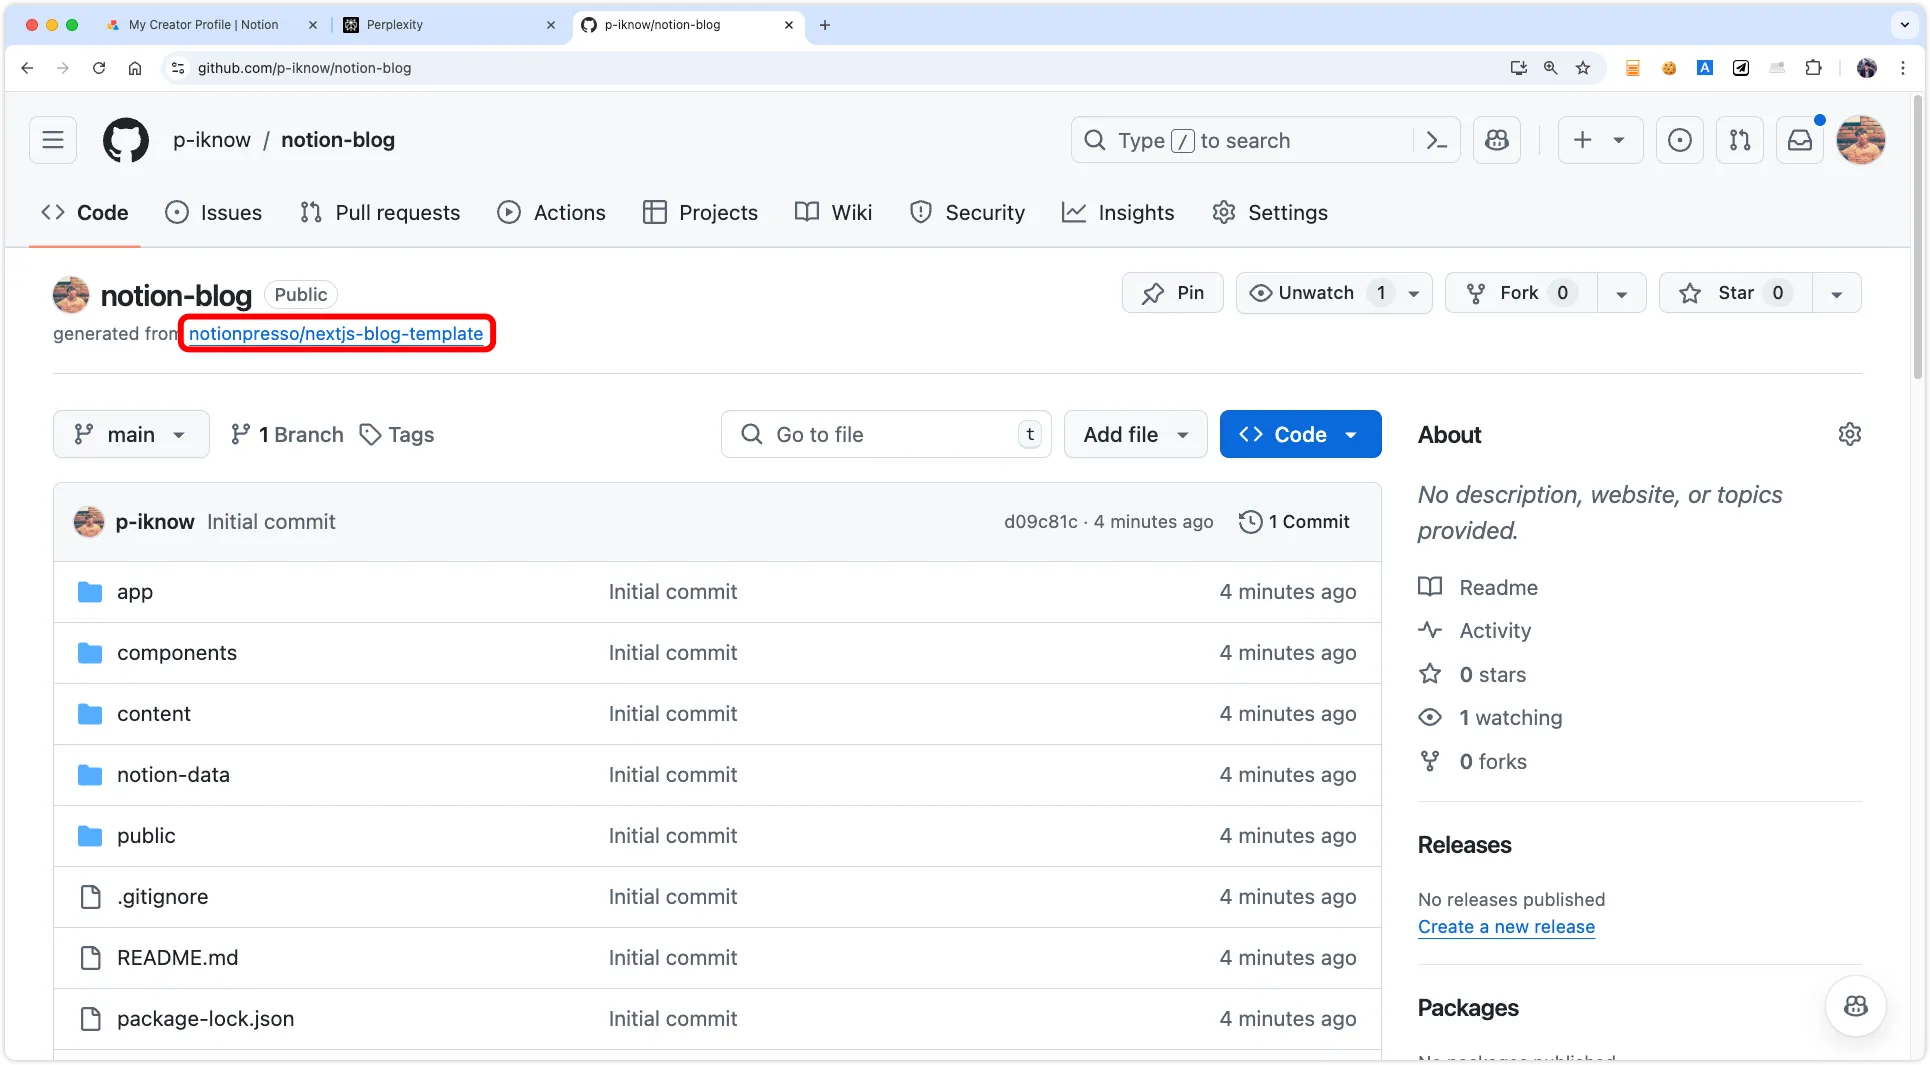 My Creator Profile | Notion
Perplexity
p-iknow/notion-blog
github.com/p-iknow/notion-blog
p-iknow / notion-blog
Type / to search
Code
Issues
Pull requests
Actions
Projects
Wiki
Security
Insights
Settings
notion-blog
Public
Pin
Unwatch 1
Fork 0
Star 0
generated from notionpresso/nextjs-blog-template
main
1 Branch
Tags
Go to file
t
Add file
Code
p-iknow Initial commit
d09c81c · 4 minutes ago
1 Commit
app Initial commit 4 minutes ago
components Initial commit 4 minutes ago
content Initial commit 4 minutes ago
notion-data Initial commit 4 minutes ago
public Initial commit 4 minutes ago
.gitignore Initial commit 4 minutes ago
README.md Initial commit 4 minutes ago
package-lock.json Initial commit 4 minutes ago
About
No description, website, or topics
provided.
Readme
Activity
0 stars
1 watching
0 forks
Releases
No releases published
Create a new release
Packages
No packages published